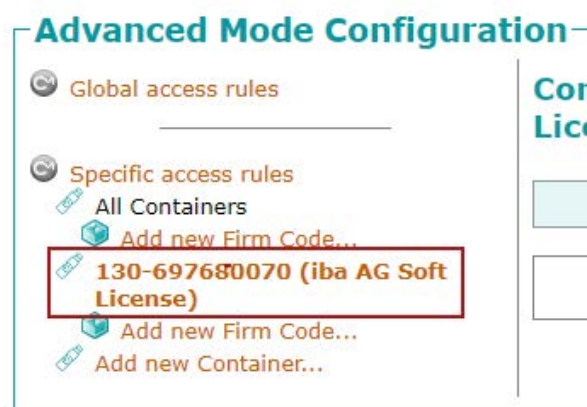 Advanced Mode Configuration
Global access rules
Specific access rules
All Containers
Add new Firm Code...
130-697680070 (iba AG Soft
License)
Add new Firm Code...
Add new Container...